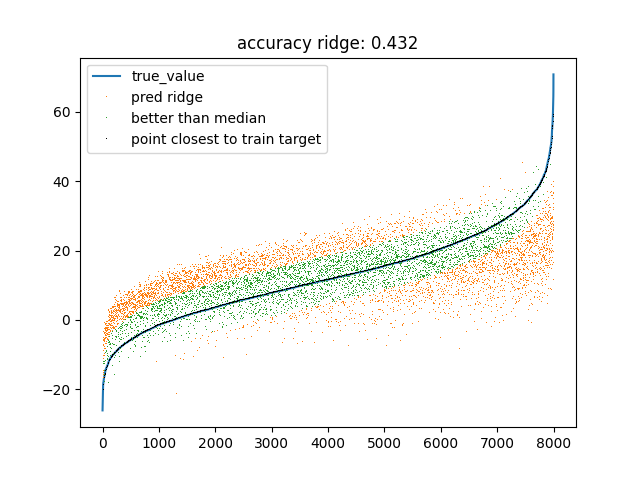 accuracy ridge: 0.432
true_value
pred ridge
better than median
point closest to train target
60
40
20
0
−20
0 1000 2000 3000 4000 5000 6000 7000 8000